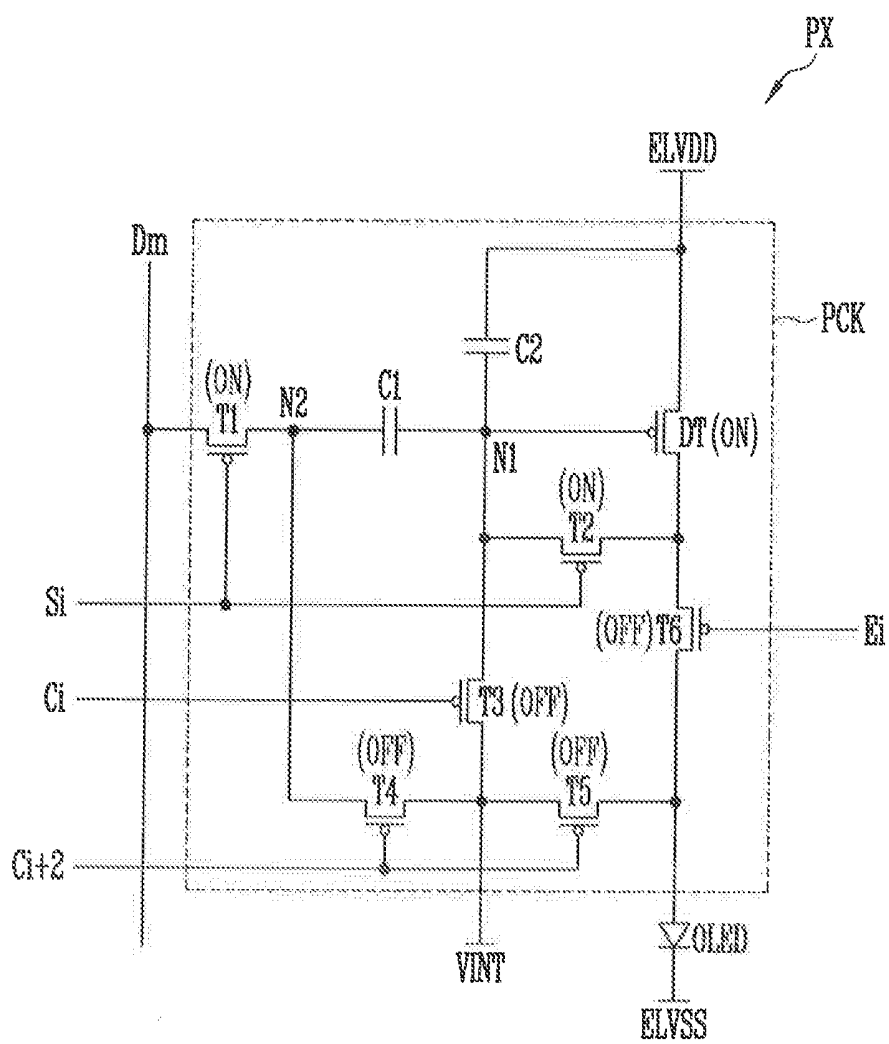 PX
ELVDD
Dm
PCK
C2
(ON)
T1
N2
C1
N1
DT (ON)
(ON)
T2
Si
(OFF) T6
Ei
Ci
T3 (OFF)
(OFF)
T4
(OFF)
T5
Ci+2
OLED
VINT
ELVSS